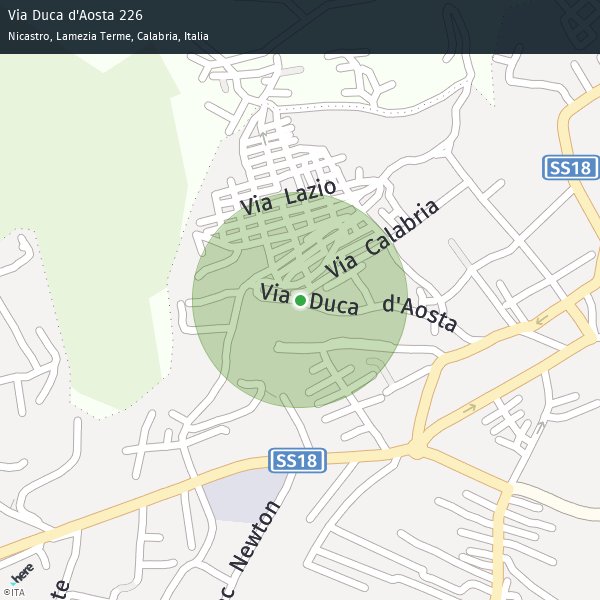 Via Duca d'Aosta 226
Nicastro, Lamezia Terme, Calabria, Italia
SS18
Via Lazio
Via Calabria
Via Duca d'Aosta
SS18
Newton
here
©ITA